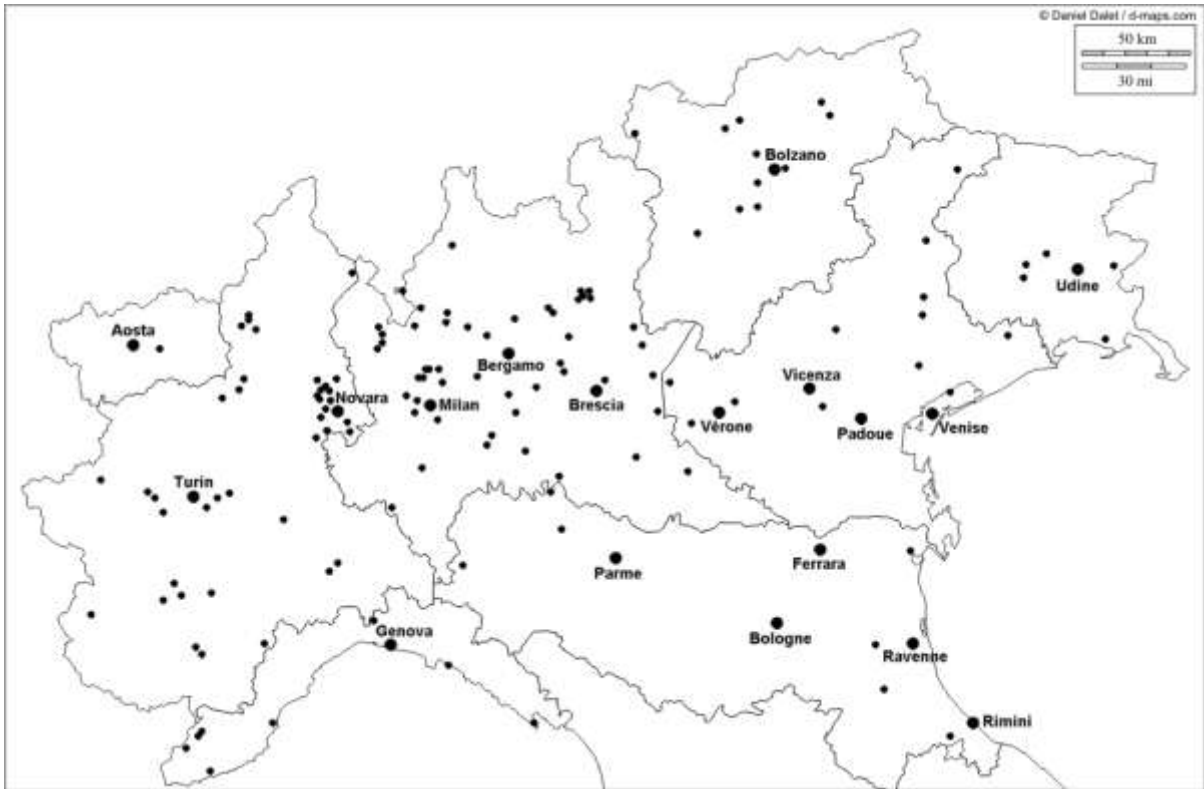 © Daniel Dalet / d-maps.com
50 km
30 mi
Bolzano
Udine
Aosta
Bergamo
Vicenza
Brescia
Novara
Milan
Vérone
Padoue
Venise
Turin
Ferrara
Parme
Bologne
Genova
Ravenne
Rimini